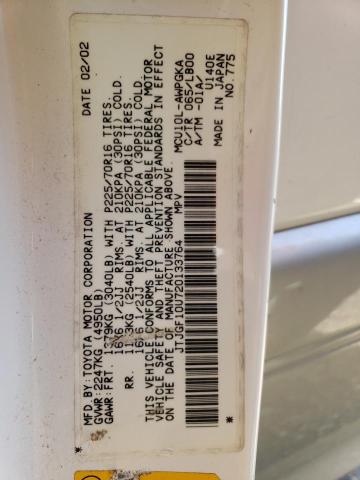 MFD.BY:TOYOTA MOTOR CORPORATION DATE 02/02
GVWR:2247KG (4950LB)
GAWR:FRT. 1379KG (3040LB) WITH P225/70R16 TIRES.
16X6 1/2JJ RIMS. AT 210KPA (30PSI) COLD.
RR. (2540LB) WITH P225/70R16 TIRES.
16X6 1/2JJ RIMS. AT 210KPA (30PSI) COLD.
THIS VEHICLE CONFORMS TO ALL APPLICABLE FEDERAL MOTOR
VEHICLE SAFETY AND THEFT PREVENTION STANDARDS IN EFFECT
ON THE DATE OF MANUFACTURE SHOWN ABOVE.
* JTJGF10U720133764 *
MPV
MCU10L-AWPGKA
C/TR 065/LB00
A/TM -01A/
U140E
MADE IN JAPAN
NO.775